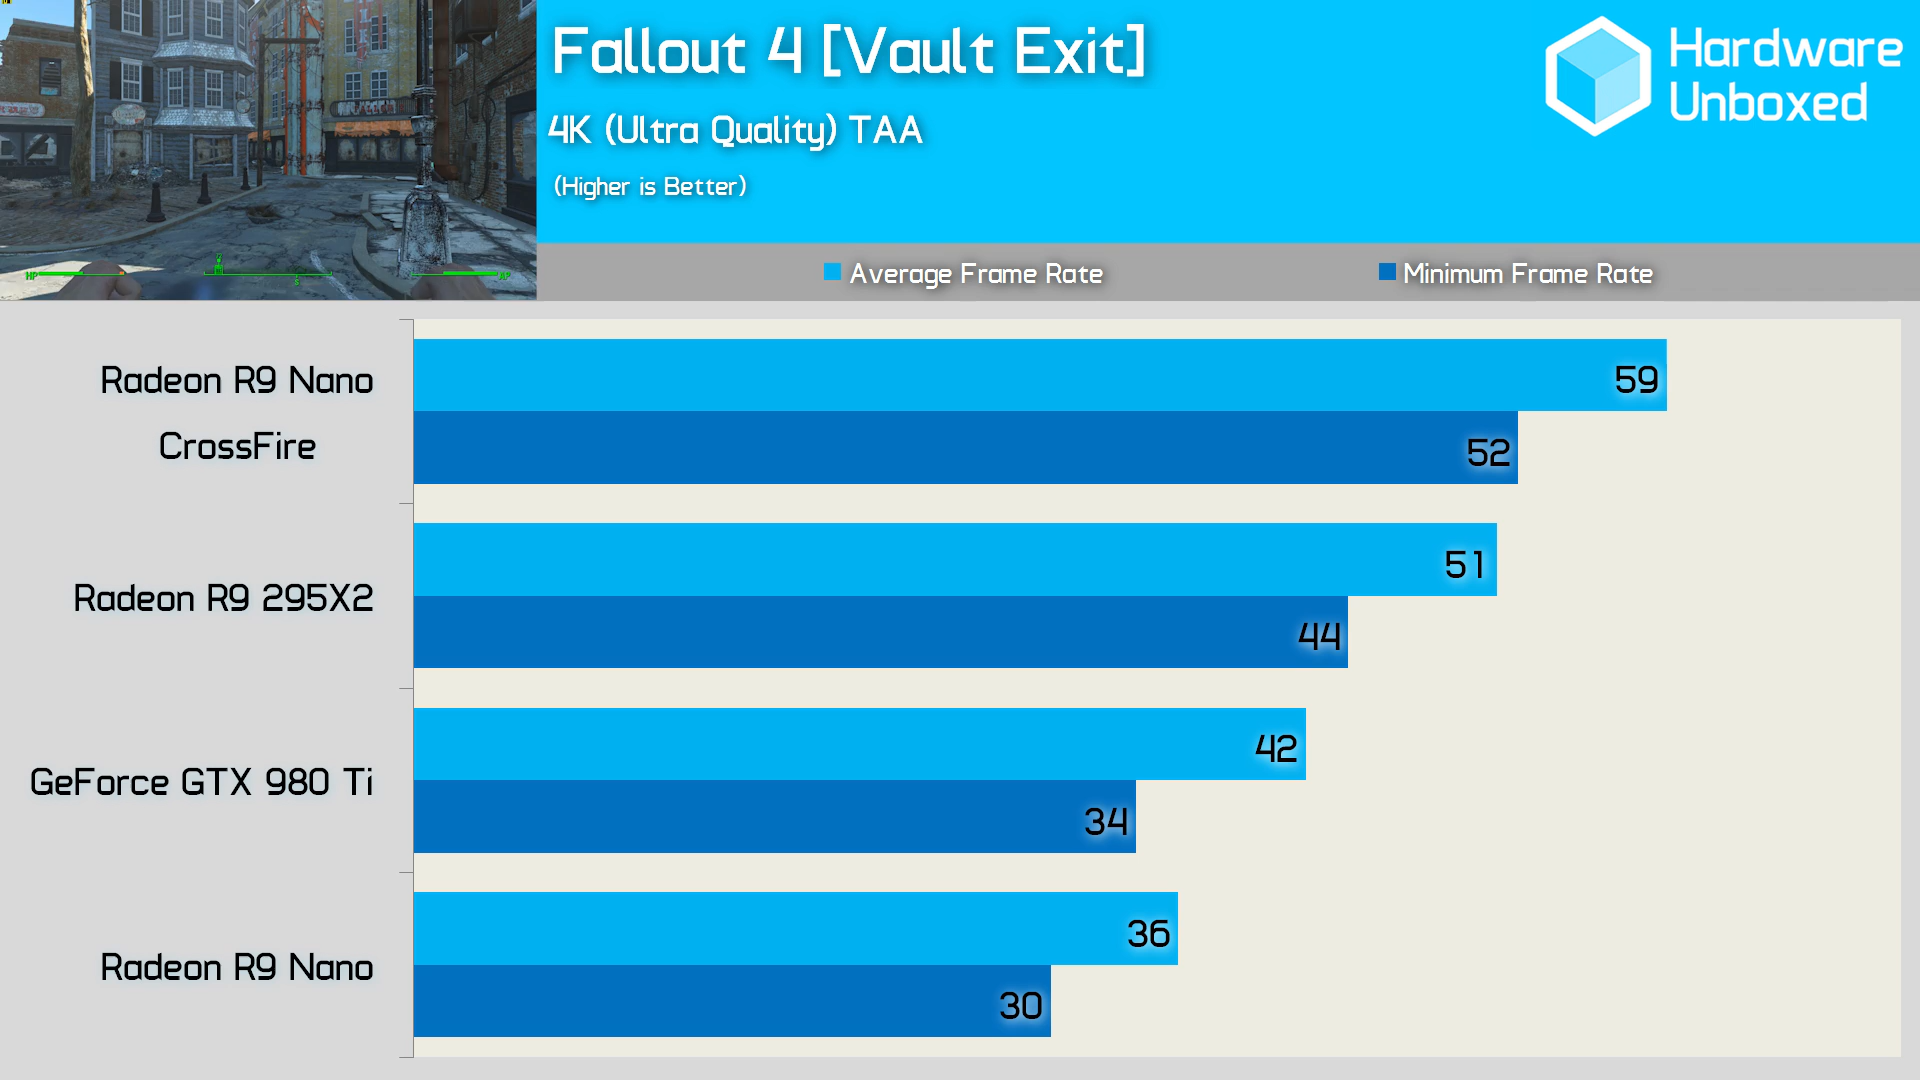 Fallout 4 [Vault Exit]
4K (Ultra Quality) TAA
(Higher is Better)
Hardware
Unboxed
Average Frame Rate
Minimum Frame Rate
HP
S
AP
Radeon R9 Nano
CrossFire
59
52
Radeon R9 295X2
51
44
GeForce GTX 980 Ti
42
34
Radeon R9 Nano
36
30